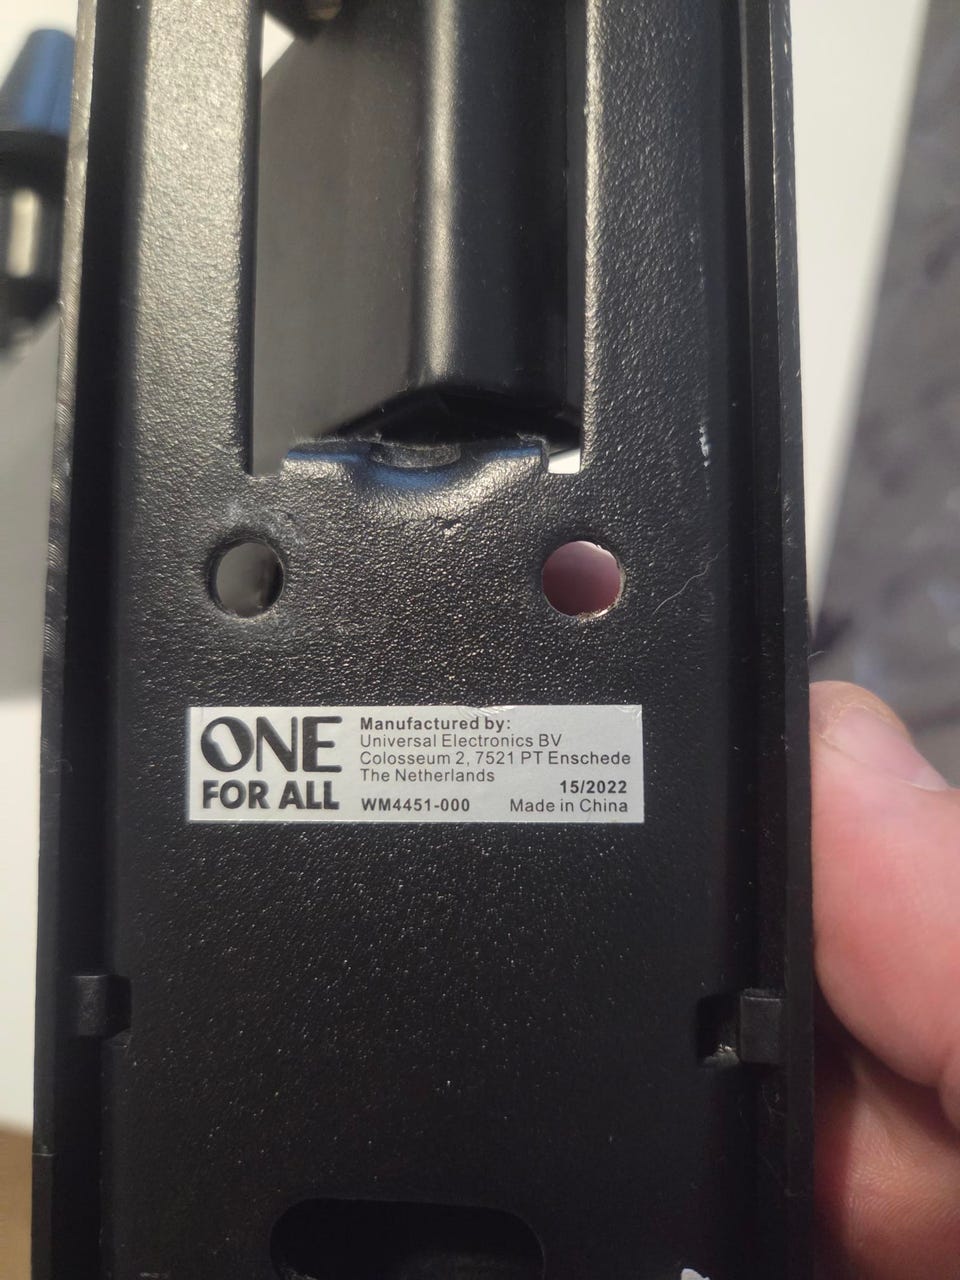 ONE
FOR ALL
Manufactured by:
Universal Electronics BV
Colosseum 2, 7521 PT Enschede
The Netherlands
15/2022
WM4451-000 Made in China